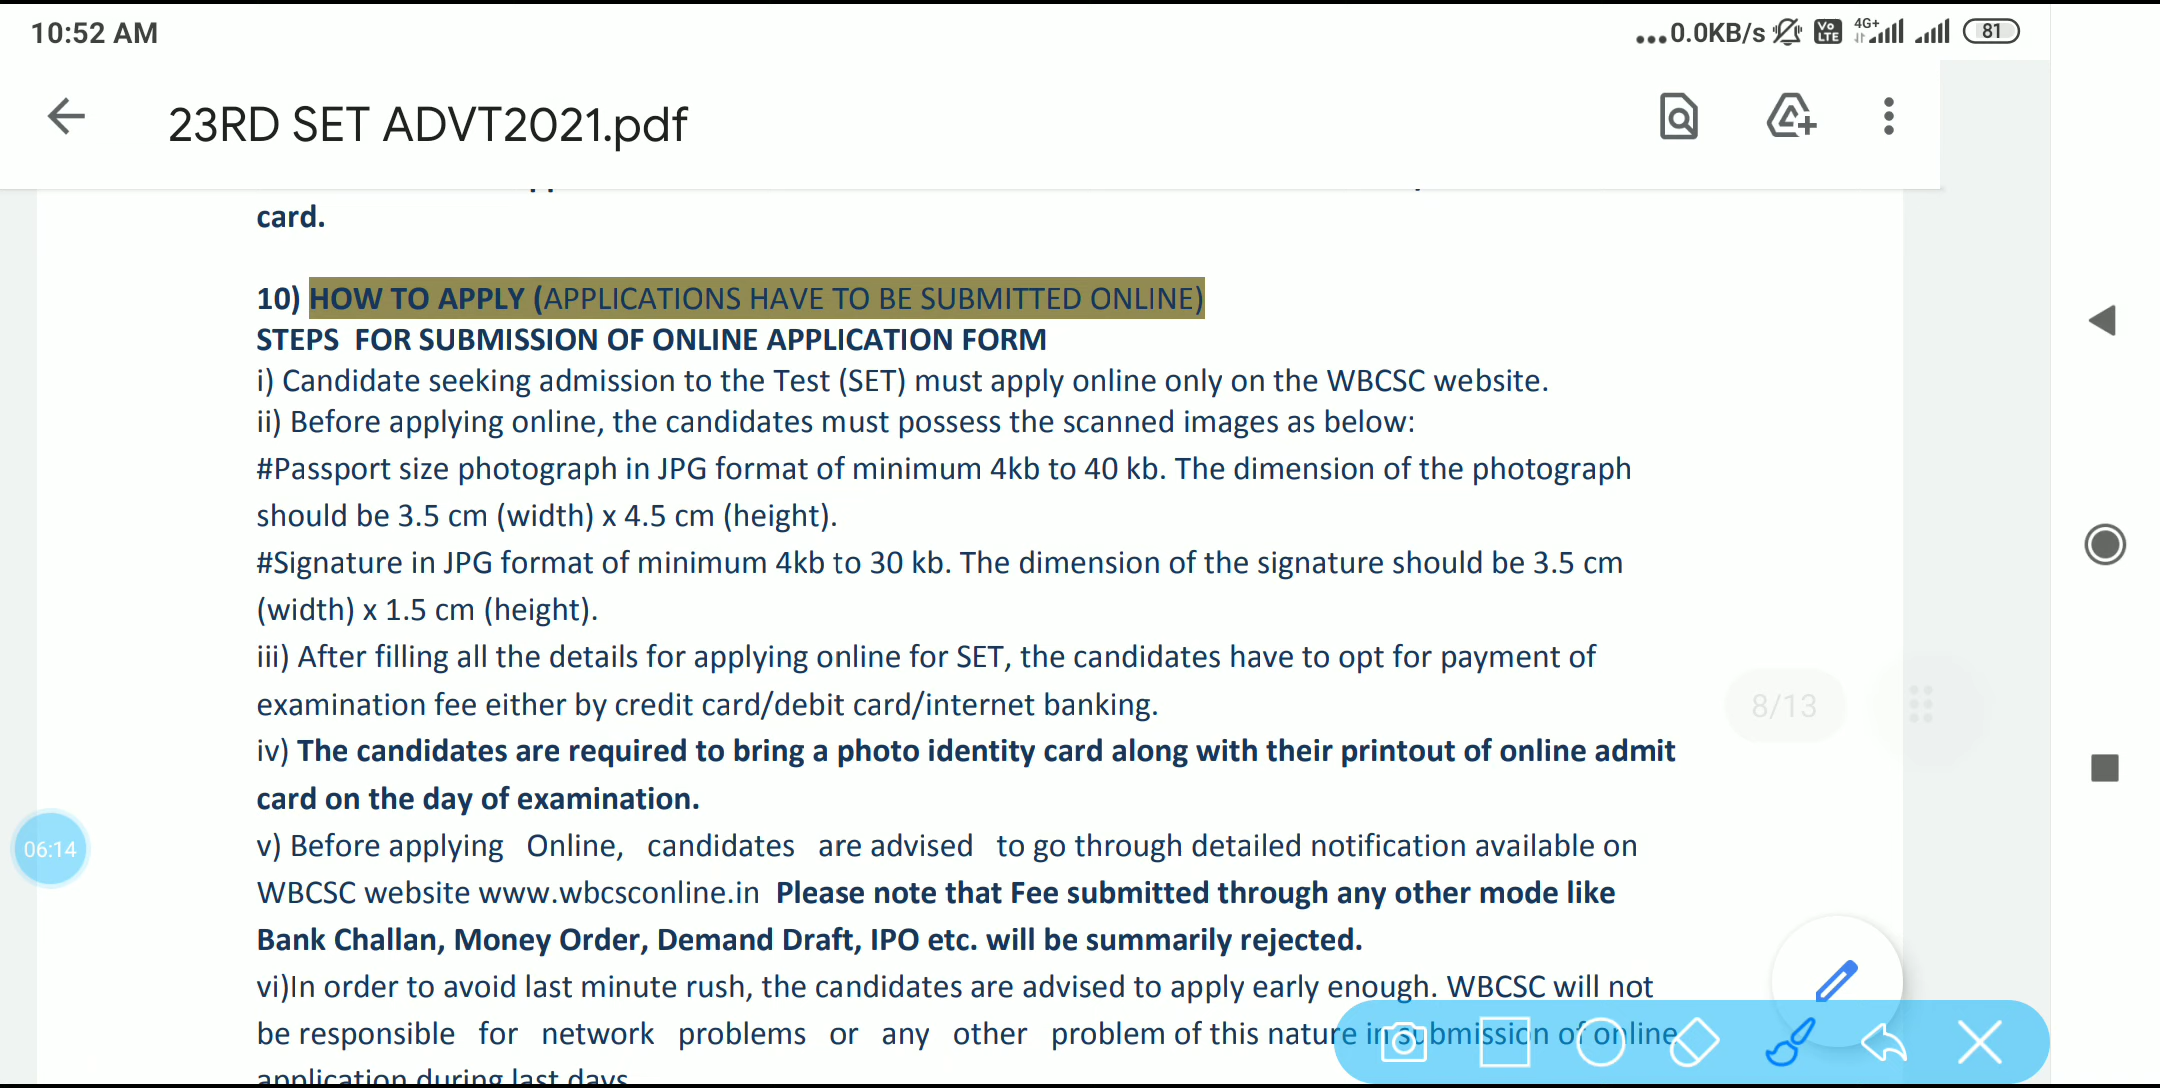 10:52 AM
...0.0KB/s Vo LTE 4G+ 81
23RD SET ADVT2021.pdf
card.
10) HOW TO APPLY (APPLICATIONS HAVE TO BE SUBMITTED ONLINE)
STEPS FOR SUBMISSION OF ONLINE APPLICATION FORM
i) Candidate seeking admission to the Test (SET) must apply online only on the WBCSC website.
ii) Before applying online, the candidates must possess the scanned images as below:
#Passport size photograph in JPG format of minimum 4kb to 40 kb. The dimension of the photograph
should be 3.5 cm (width) x 4.5 cm (height).
#Signature in JPG format of minimum 4kb to 30 kb. The dimension of the signature should be 3.5 cm
(width) x 1.5 cm (height).
iii) After filling all the details for applying online for SET, the candidates have to opt for payment of
examination fee either by credit card/debit card/internet banking.
8/13
iv) The candidates are required to bring a photo identity card along with their printout of online admit
card on the day of examination.
06:14
v) Before applying Online, candidates are advised to go through detailed notification available on
WBCSC website www.wbcsconline.in Please note that Fee submitted through any other mode like
Bank Challan, Money Order, Demand Draft, IPO etc. will be summarily rejected.
vi)In order to avoid last minute rush, the candidates are advised to apply early enough. WBCSC will not
be responsible for network problems or any other problem of this nature in submission of online
application during last days